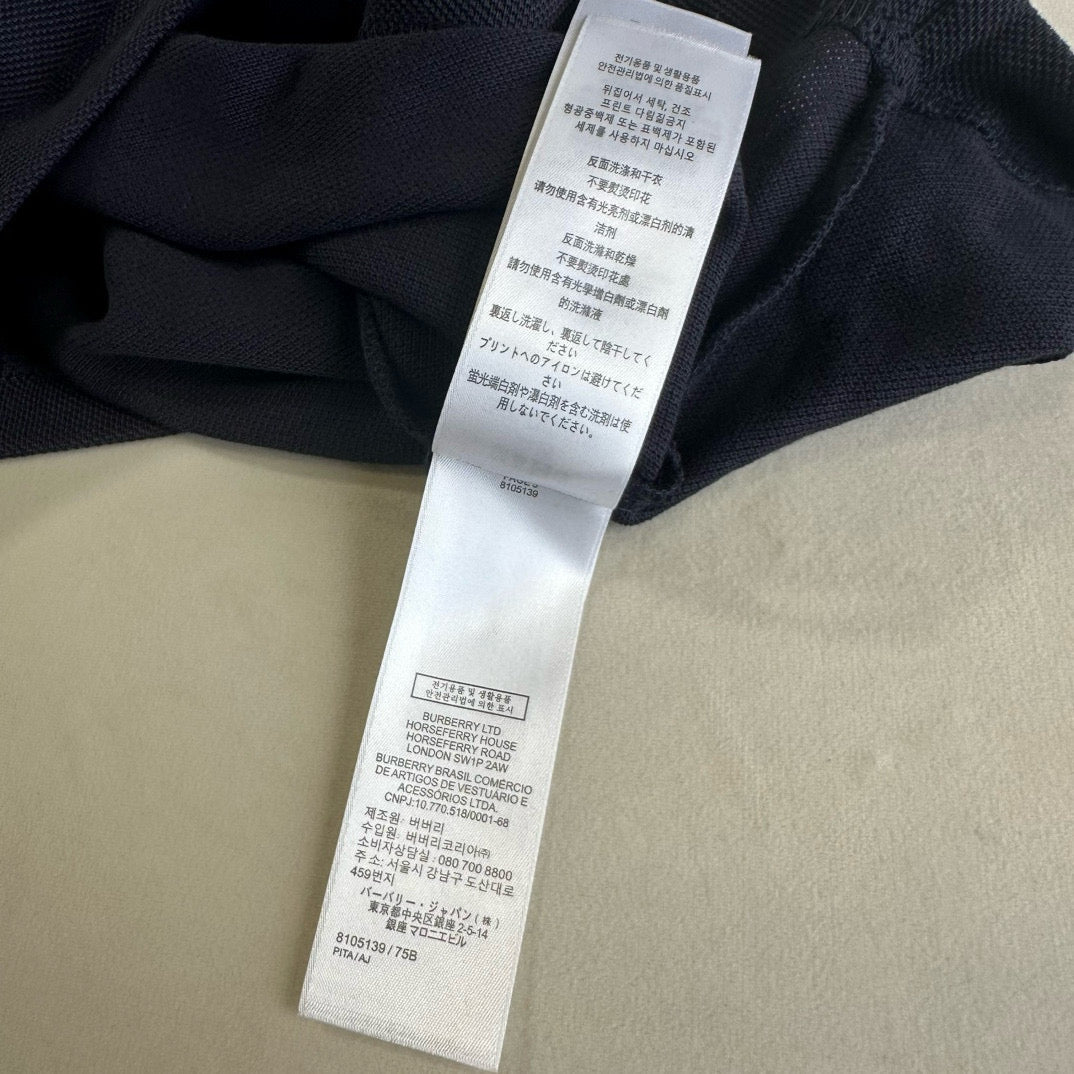 전기용품 및 생활용품
안전관리법에 의한 품질표시
뒤집어서 세탁, 건조
프린트 다림질금지
형광증백제 또는 표백제가 포함된
세제를 사용하지 마십시오
反面洗涤和干衣
不要熨烫印花
请勿使用含有光亮剂或漂白剂的清
洁剂
反面洗滌和乾燥
不要熨燙印花處
請勿使用含有光學增白劑或漂白劑
的洗滌液
裏返し洗濯し、裏返して陰干してく
ださい
プリントへのアイロンは避けてくだ
さい
蛍光増白剤や漂白剤を含む洗剤は使
用しないでください。
8105139
전기용품 및 생활용품
안전관리법에 의한 표시
BURBERRY LTD
HORSEFERRY HOUSE
HORSEFERRY ROAD
LONDON SW1P 2AW
BURBERRY BRASIL COMÉRCIO
DE ARTIGOS DE VESTUÁRIO E
ACESSÓRIOS LTDA.
CNPJ:10.770.518/0001-68
제조원: 버버리
수입원: 버버리코리아㈜
소비자상담실 : 080 700 8800
주 소: 서울시 강남구 도산대로
459번지
バーバリー・ジャパン(株)
東京都中央区銀座 2-5-14
銀座 マロニエビル
8105139 / 75B
PITA/AJ